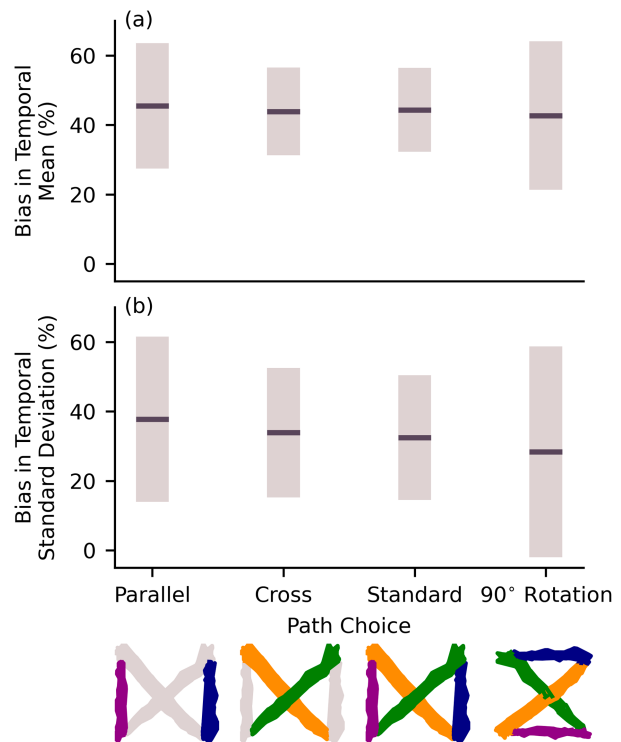 (a)
Bias in Temporal
Mean (%)
60
40
20
0
(b)
Bias in Temporal
Standard Deviation (%)
60
40
20
0
Parallel Cross Standard 90° Rotation
Path Choice